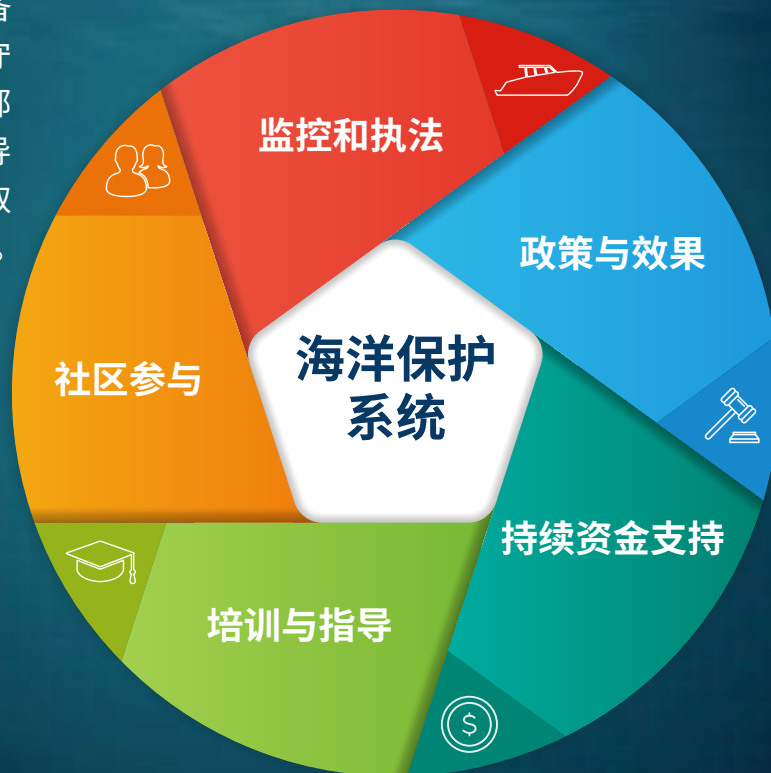 监控和执法
政策与效果
海洋保护
系统
社区参与
持续资金支持
培训与指导
$